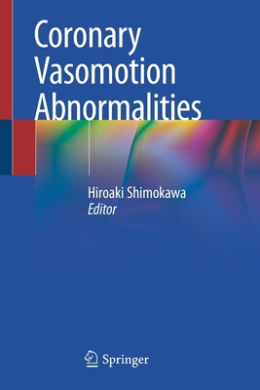 Coronary
Vasomotion
Abnormalities
Hiroaki Shimokawa
Editor
Springer